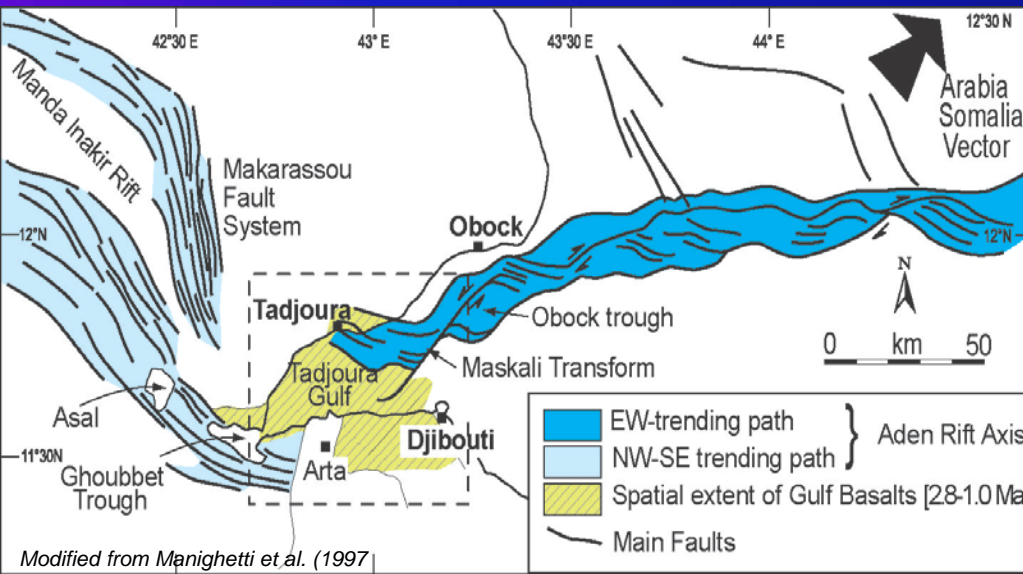 42°30 E
43° E
43°30 E
44° E
12°30 N
Arabia
Somalia
Vector
Manda Inakir Rift
Makarassou
Fault
System
12°N
Obock
12°N
N
Tadjoura
Obock trough
0 km 50
Maskali Transform
Tadjoura
Gulf
Asal
Djibouti
11°30N
Ghoubbet
Trough
Arta
EW-trending path
NW-SE trending path
} Aden Rift Axis
Spatial extent of Gulf Basalts [2.8-1.0 Ma
Main Faults
Modified from Manighetti et al. (1997